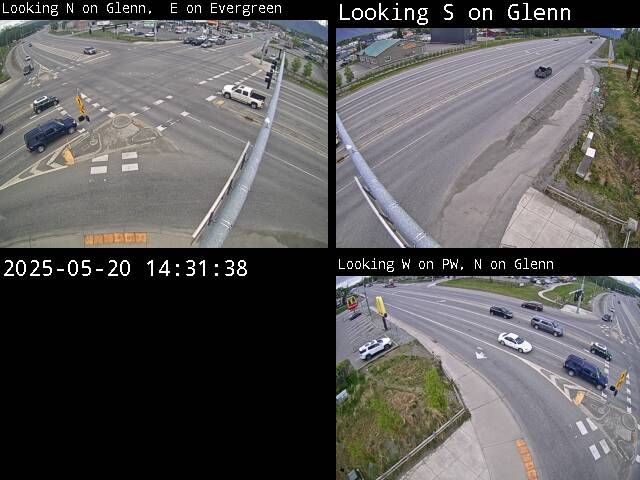 Looking N on Glenn,  E on Evergreen
Looking S on Glenn
2025-05-20 14:31:38
Looking W on PW, N on Glenn